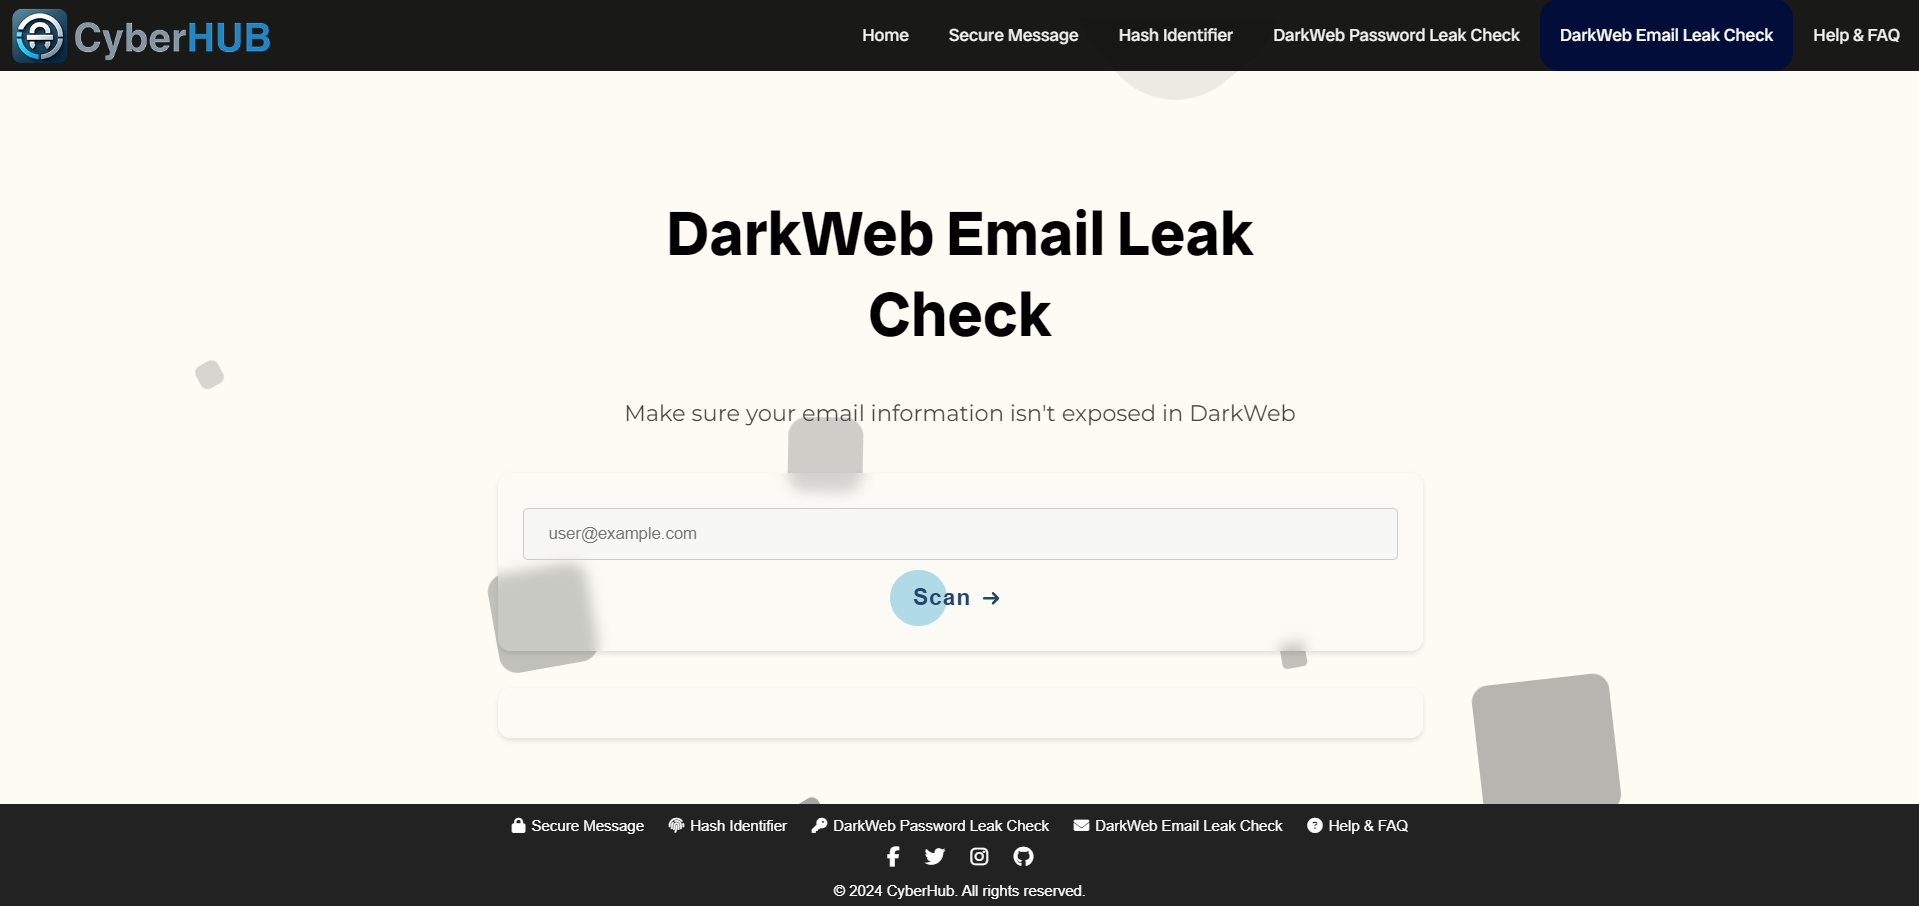 CyberHUB
Home Secure Message Hash Identifier DarkWeb Password Leak Check DarkWeb Email Leak Check Help & FAQ
DarkWeb Email Leak
Check
Make sure your email information isn't exposed in DarkWeb
user@example.com
Scan →
Secure Message Hash Identifier DarkWeb Password Leak Check DarkWeb Email Leak Check Help & FAQ
© 2024 CyberHub. All rights reserved.